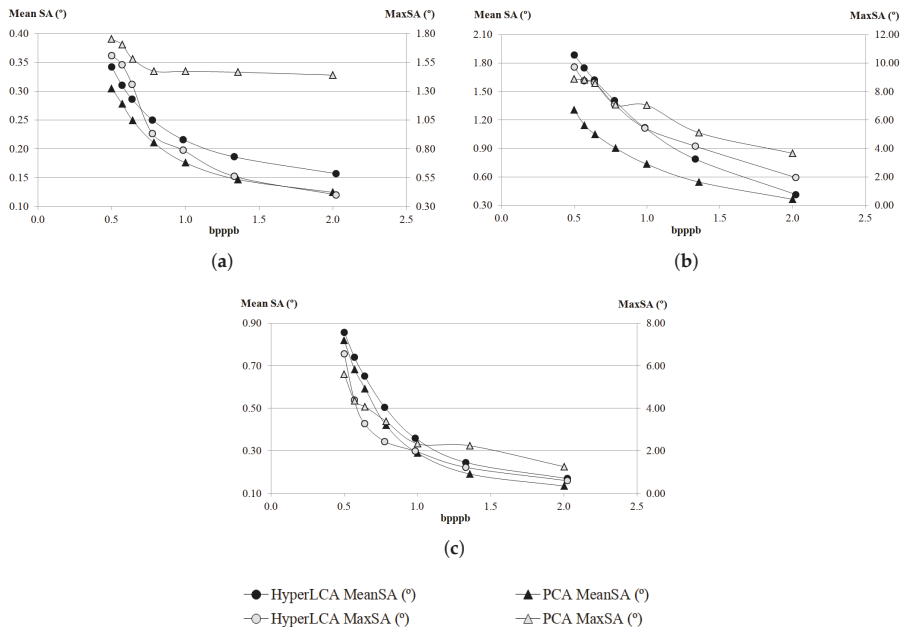 Mean SA (º) MaxSA (º)
0.40 1.80
0.35 1.55
0.30 1.30
0.25 1.05
0.20 0.80
0.15 0.55
0.10 0.30
0.0 0.5 1.0 1.5 2.0 2.5
bpppb
(a)
Mean SA (º) MaxSA (º)
2.10 12.00
1.80 10.00
1.50 8.00
1.20 6.00
0.90 4.00
0.60 2.00
0.30 0.00
0.0 0.5 1.0 1.5 2.0 2.5
bpppb
(b)
Mean SA (º) MaxSA (º)
0.90 8.00
0.70 6.00
0.50 4.00
0.30 2.00
0.10 0.00
0.0 0.5 1.0 1.5 2.0 2.5
bpppb
(c)
HyperLCA MeanSA (º) PCA MeanSA (º)
HyperLCA MaxSA (º) PCA MaxSA (º)